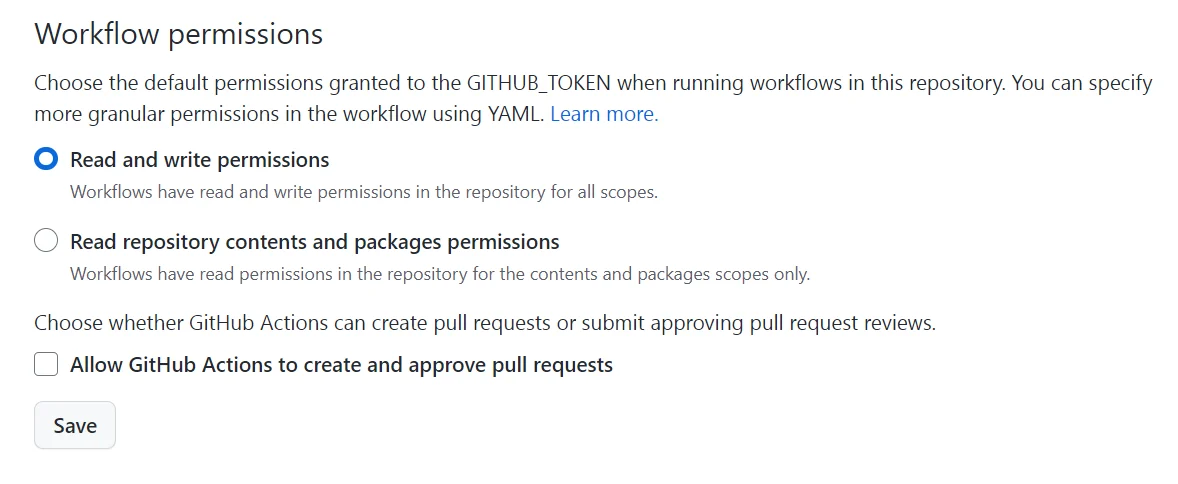 Workflow permissions
Choose the default permissions granted to the GITHUB_TOKEN when running workflows in this repository. You can specify
more granular permissions in the workflow using YAML. Learn more.
Read and write permissions
Workflows have read and write permissions in the repository for all scopes.
Read repository contents and packages permissions
Workflows have read permissions in the repository for the contents and packages scopes only.
Choose whether GitHub Actions can create pull requests or submit approving pull request reviews.
Allow GitHub Actions to create and approve pull requests
Save